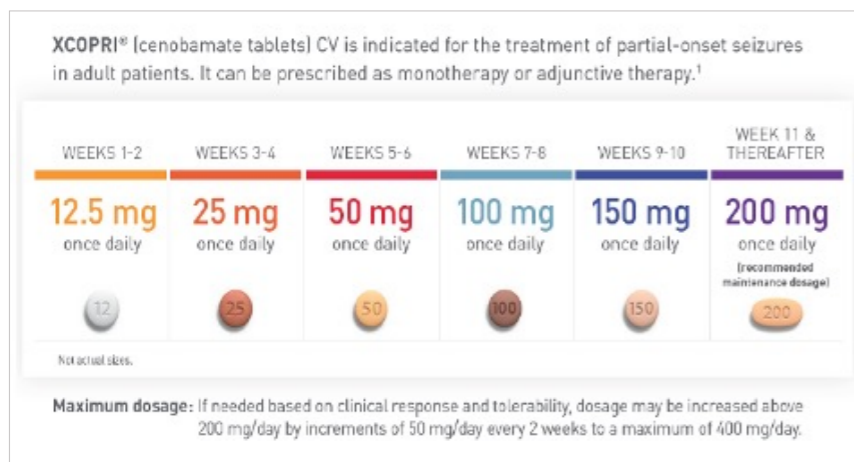 XCOPRI® (cenobamate tablets) CV is indicated for the treatment of partial-onset seizures
in adult patients. It can be prescribed as monotherapy or adjunctive therapy.¹
WEEKS 1-2
12.5 mg
once daily
12
WEEKS 3-4
25 mg
once daily
25
WEEKS 5-6
50 mg
once daily
50
WEEKS 7-8
100 mg
once daily
100
WEEKS 9-10
150 mg
once daily
150
WEEK 11 &
THEREAFTER
200 mg
once daily
(recommended
maintenance dosage)
200
Not actual sizes.
Maximum dosage: If needed based on clinical response and tolerability, dosage may be increased above
200 mg/day by increments of 50 mg/day every 2 weeks to a maximum of 400 mg/day.